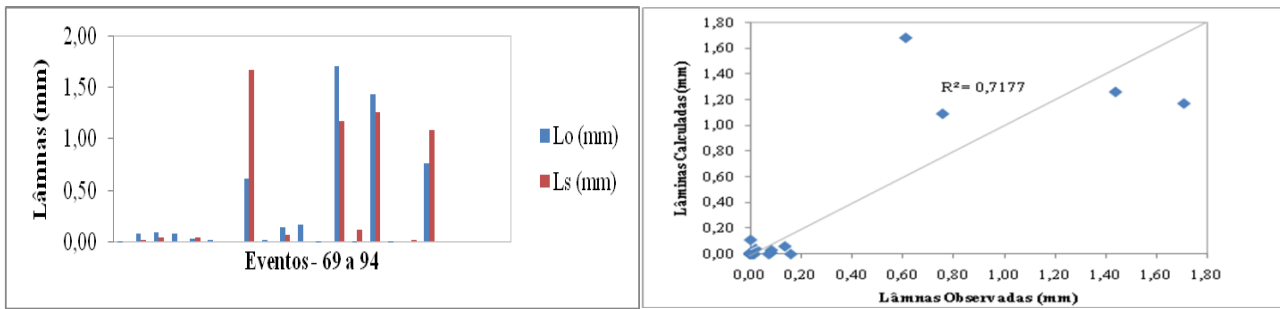 2,00
1,50
1,00
0,50
0,00
Lâmnas (mm)
Lo (mm)
Ls (mm)
Eventos - 69 a 94
1,80
1,60
1,40
1,20
1,00
0,80
0,60
0,40
0,20
0,00
Lâminas Calculadas (mm)
R² = 0,7177
0,00 0,20 0,40 0,60 0,80 1,00 1,20 1,40 1,60 1,80
Lâmnas Observadas (mm)